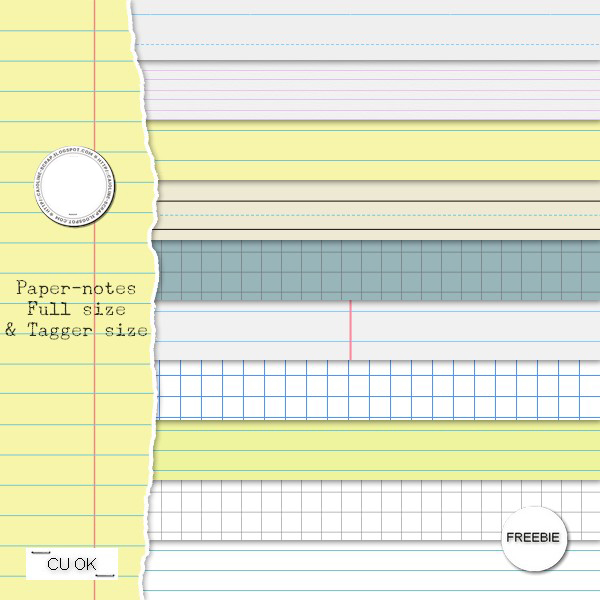 Paper-notes
Full size
& Tagger size
FREEBIE
CU OK